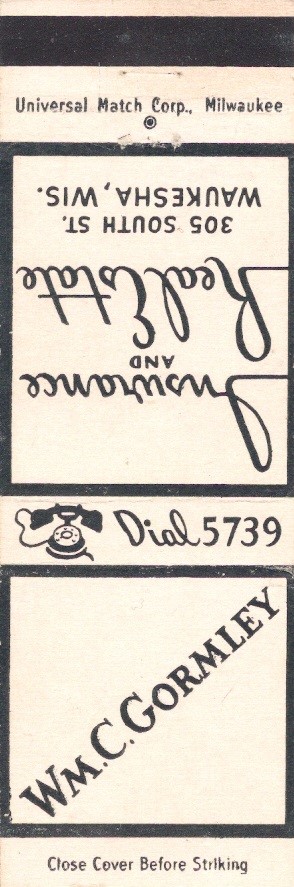 Universal Match Corp., Milwaukee
Insurance
AND
Real Estate
305 SOUTH ST.
WAUKESHA, WIS.
Dial 5739
WM. C. GORMLEY
Close Cover Before Striking